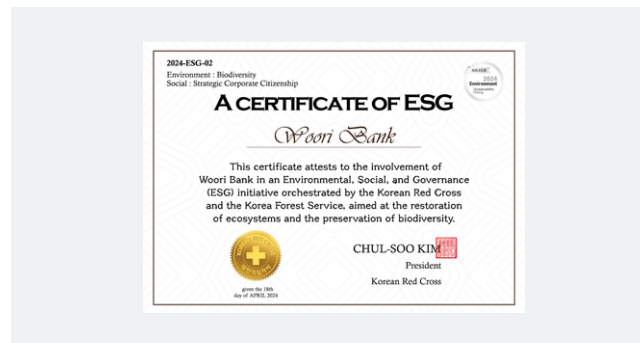 2024-ESG-02
Environment : Biodiversity
Social : Strategic Corporate Citizenship
2024
Environment
A CERTIFICATE OF ESG
Woori Bank
This certificate attests to the involvement of
Woori Bank in an Environmental, Social, and Governance
(ESG) initiative orchestrated by the Korean Red Cross
and the Korea Forest Service, aimed at the restoration
of ecosystems and the preservation of biodiversity.
CHUL-SOO KIM
President
Korean Red Cross
given the 18th
day of APRIL 2024